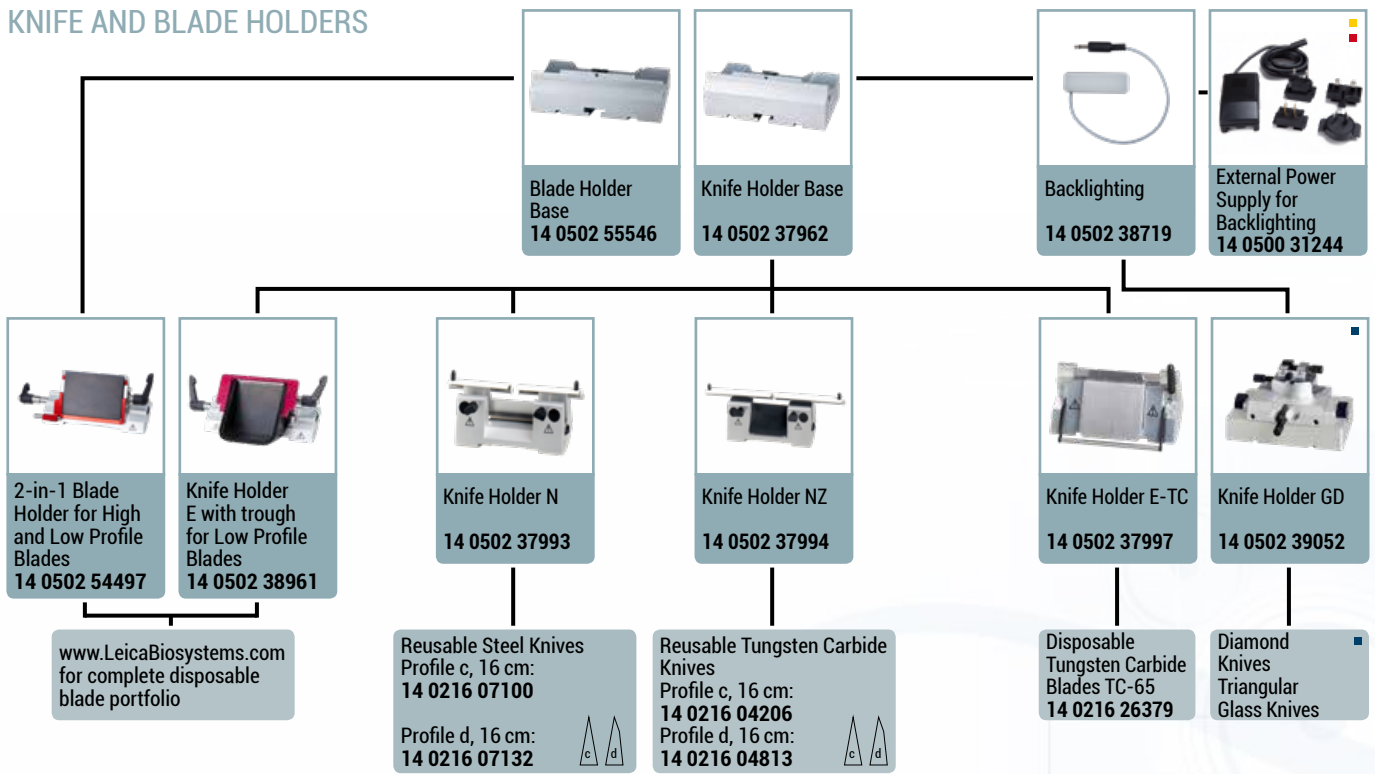 KNIFE AND BLADE HOLDERS
Blade Holder
Base
14 0502 55546
Knife Holder Base
14 0502 37962
Backlighting
14 0502 38719
External Power
Supply for
Backlighting
14 0500 31244
2-in-1 Blade
Holder for High
and Low Profile
Blades
14 0502 54497
Knife Holder
E with trough
for Low Profile
Blades
14 0502 38961
Knife Holder N
14 0502 37993
Knife Holder NZ
14 0502 37994
Knife Holder E-TC
14 0502 37997
Knife Holder GD
14 0502 39052
www.LeicaBiosystems.com
for complete disposable
blade portfolio
Reusable Steel Knives
Profile c, 16 cm:
14 0216 07100
Profile d, 16 cm:
14 0216 07132
c d
Reusable Tungsten Carbide
Knives
Profile c, 16 cm:
14 0216 04206
Profile d, 16 cm:
14 0216 04813
c d
Disposable
Tungsten Carbide
Blades TC-65
14 0216 26379
Diamond
Knives
Triangular
Glass Knives